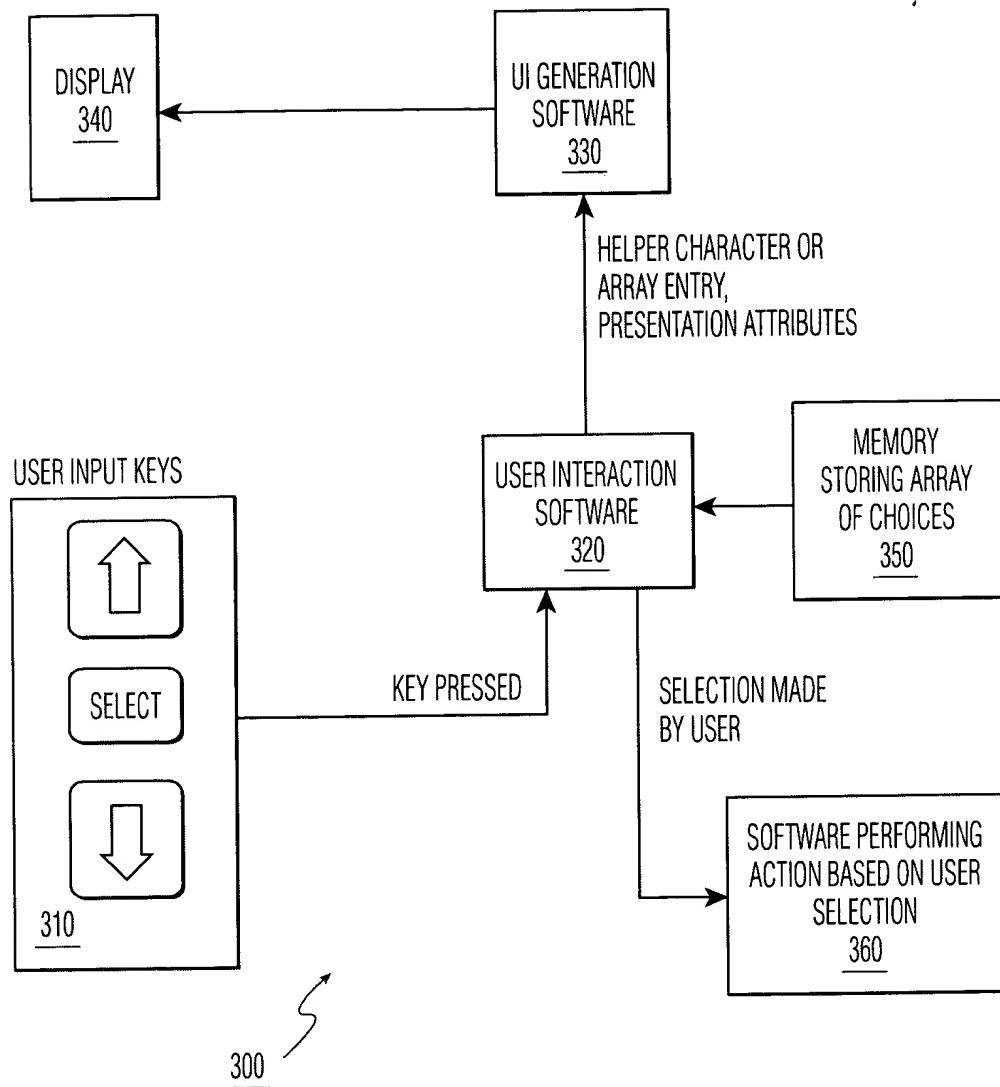 DISPLAY
340
UI GENERATION
SOFTWARE
330
HELPER CHARACTER OR
ARRAY ENTRY,
PRESENTATION ATTRIBUTES
USER INPUT KEYS
SELECT
310
KEY PRESSED
USER INTERACTION
SOFTWARE
320
MEMORY
STORING ARRAY
OF CHOICES
350
SELECTION MADE
BY USER
SOFTWARE PERFORMING
ACTION BASED ON USER
SELECTION
360
300